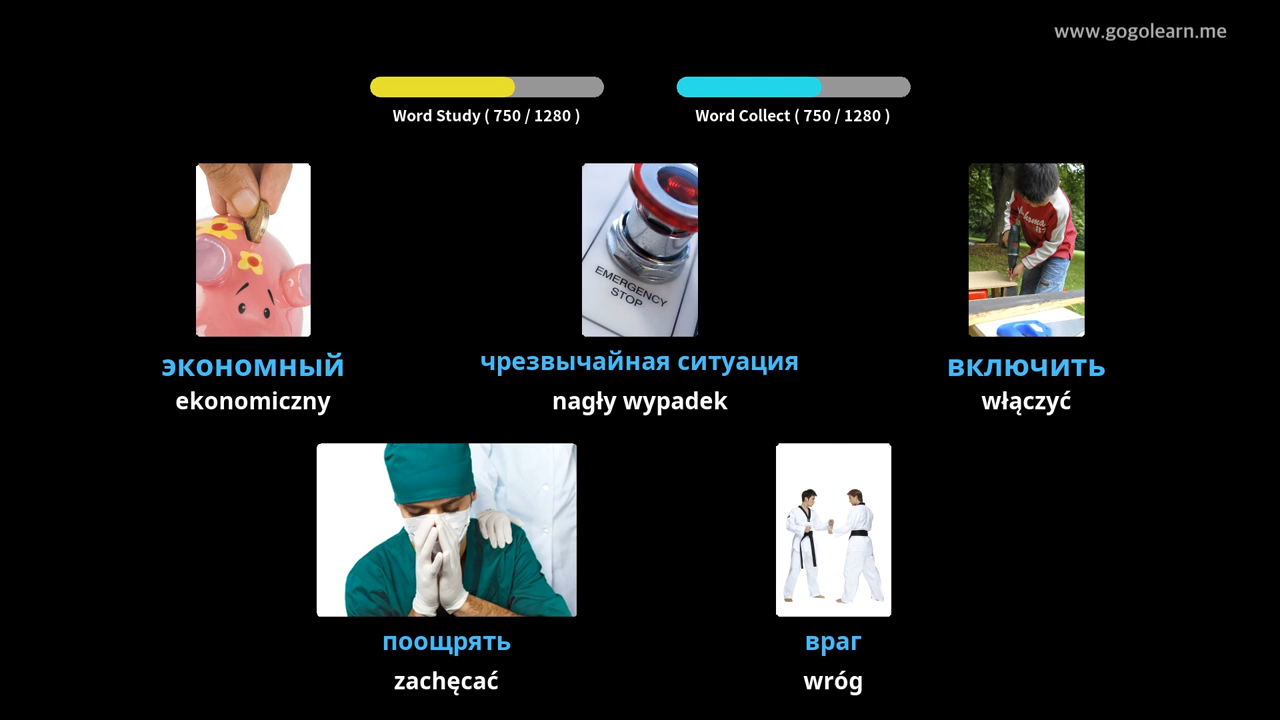 www.gogolearn.me
Word Study ( 750 / 1280 )
Word Collect ( 750 / 1280 )
EMERGENCY
STOP
экономный
ekonomiczny
чрезвычайная ситуация
nagły wypadek
включить
włączyć
поощрять
zachęcać
враг
wróg